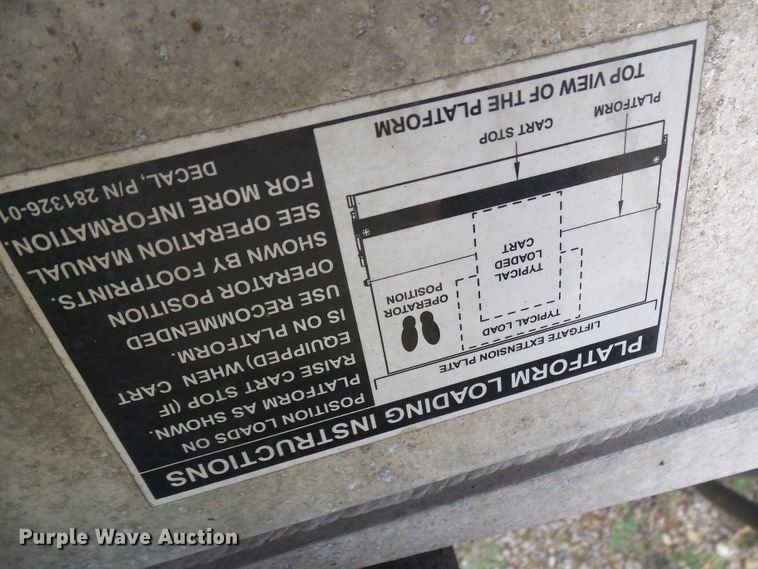 PLATFORM LOADING INSTRUCTIONS
POSITION LOADS ON
PLATFORM AS SHOWN.
RAISE CART STOP (IF
EQUIPPED) WHEN CART
IS ON PLATFORM.
USE RECOMMENDED
OPERATOR POSITION
SHOWN BY FOOTPRINTS.
SEE OPERATION MANUAL
FOR MORE INFORMATION.
DECAL, P/N 281326-01
LIFTGATE EXTENSION PLATE
TYPICAL LOAD
OPERATOR
POSITION
TYPICAL
LOADED
CART
PLATFORM
CART STOP
TOP VIEW OF THE PLATFORM
Purple Wave Auction